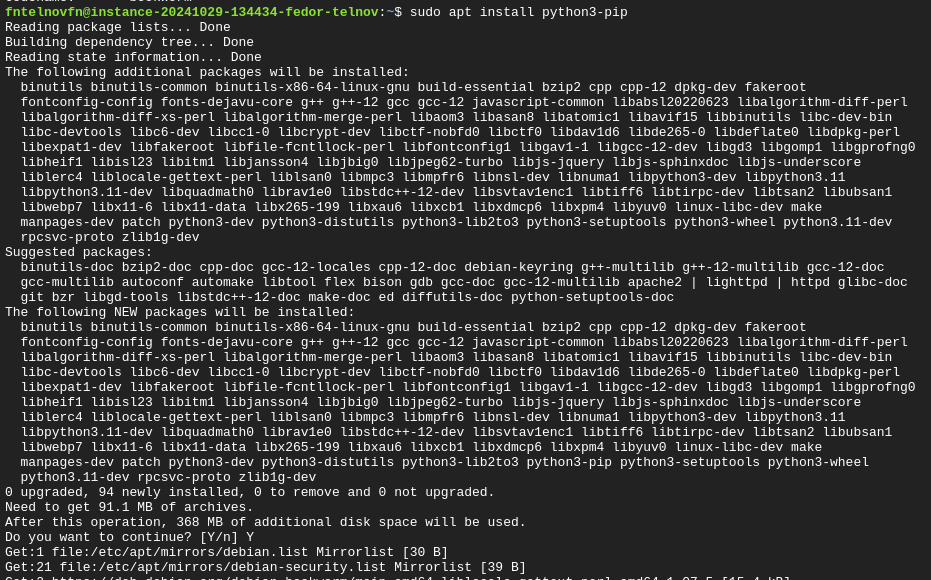 fntelnovfn@instance-20241029-134434-fedor-telnov:~$ sudo apt install python3-pip
Reading package lists... Done
Building dependency tree... Done
Reading state information... Done
The following additional packages will be installed:
binutils binutils-common binutils-x86-64-linux-gnu build-essential bzip2 cpp cpp-12 dpkg-dev fakeroot
fontconfig-config fonts-dejavu-core g++ g++-12 gcc gcc-12 javascript-common libabsl20220623 libalgorithm-diff-perl
libalgorithm-diff-xs-perl libalgorithm-merge-perl libaom3 libasan8 libatomic1 libavif15 libbinutils libc-dev-bin
libc-devtools libc6-dev libcc1-0 libcrypt-dev libctf-nobfd0 libctf0 libdav1d6 libde265-0 libdeflate0 libdpkg-perl
libexpat1-dev libfakeroot libfile-fcntllock-perl libfontconfig1 libgav1-1 libgcc-12-dev libgd3 libgomp1 libgprofng0
libheif1 libisl23 libitm1 libjansson4 libjbig0 libjpeg62-turbo libjs-jquery libjs-sphinxdoc libjs-underscore
liblerc4 liblocale-gettext-perl liblsan0 libmpc3 libmpfr6 libnsl-dev libnuma1 libpython3-dev libpython3.11
libpython3.11-dev libquadmath0 librav1e0 libstdc++-12-dev libsvtav1enc1 libtiff6 libtirpc-dev libtsan2 libubsan1
libwebp7 libx11-6 libx11-data libx265-199 libxau6 libxcb1 libxdmcp6 libxpm4 libyuv0 linux-libc-dev make
manpages-dev patch python3-dev python3-distutils python3-lib2to3 python3-setuptools python3-wheel python3.11-dev
rpcsvc-proto zlib1g-dev
Suggested packages:
binutils-doc bzip2-doc cpp-doc gcc-12-locales cpp-12-doc debian-keyring g++-multilib g++-12-multilib gcc-12-doc
gcc-multilib autoconf automake libtool flex bison gdb gcc-doc gcc-12-multilib apache2 | lighttpd | httpd glibc-doc
git bzr libgd-tools libstdc++-12-doc make-doc ed diffutils-doc python-setuptools-doc
The following NEW packages will be installed:
binutils binutils-common binutils-x86-64-linux-gnu build-essential bzip2 cpp cpp-12 dpkg-dev fakeroot
fontconfig-config fonts-dejavu-core g++ g++-12 gcc gcc-12 javascript-common libabsl20220623 libalgorithm-diff-perl
libalgorithm-diff-xs-perl libalgorithm-merge-perl libaom3 libasan8 libatomic1 libavif15 libbinutils libc-dev-bin
libc-devtools libc6-dev libcc1-0 libcrypt-dev libctf-nobfd0 libctf0 libdav1d6 libde265-0 libdeflate0 libdpkg-perl
libexpat1-dev libfakeroot libfile-fcntllock-perl libfontconfig1 libgav1-1 libgcc-12-dev libgd3 libgomp1 libgprofng0
libheif1 libisl23 libitm1 libjansson4 libjbig0 libjpeg62-turbo libjs-jquery libjs-sphinxdoc libjs-underscore
liblerc4 liblocale-gettext-perl liblsan0 libmpc3 libmpfr6 libnsl-dev libnuma1 libpython3-dev libpython3.11
libpython3.11-dev libquadmath0 librav1e0 libstdc++-12-dev libsvtav1enc1 libtiff6 libtirpc-dev libtsan2 libubsan1
libwebp7 libx11-6 libx11-data libx265-199 libxau6 libxcb1 libxdmcp6 libxpm4 libyuv0 linux-libc-dev make
manpages-dev patch python3-dev python3-distutils python3-lib2to3 python3-pip python3-setuptools python3-wheel
python3.11-dev rpcsvc-proto zlib1g-dev
0 upgraded, 94 newly installed, 0 to remove and 0 not upgraded.
Need to get 91.1 MB of archives.
After this operation, 368 MB of additional disk space will be used.
Do you want to continue? [Y/n] Y
Get:1 file:/etc/apt/mirrors/debian.list Mirrorlist [30 B]
Get:21 file:/etc/apt/mirrors/debian-security.list Mirrorlist [39 B]